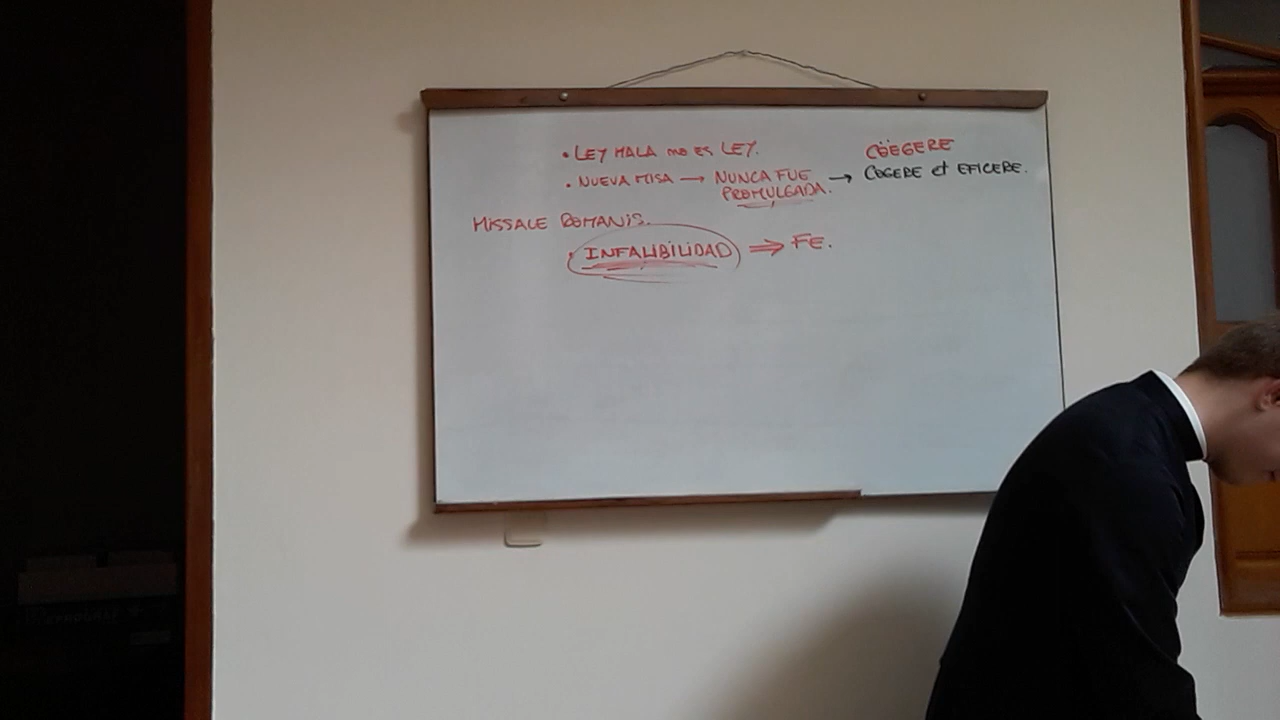 • LEY MALA no ES LEY.
• NUEVA MISA → NUNCA FUE PROMULGADA. → COGERE et EFICERE.
CÖEGERE
MISSALE ROMANIS.
• INFALIBILIDAD ⇒ FE.